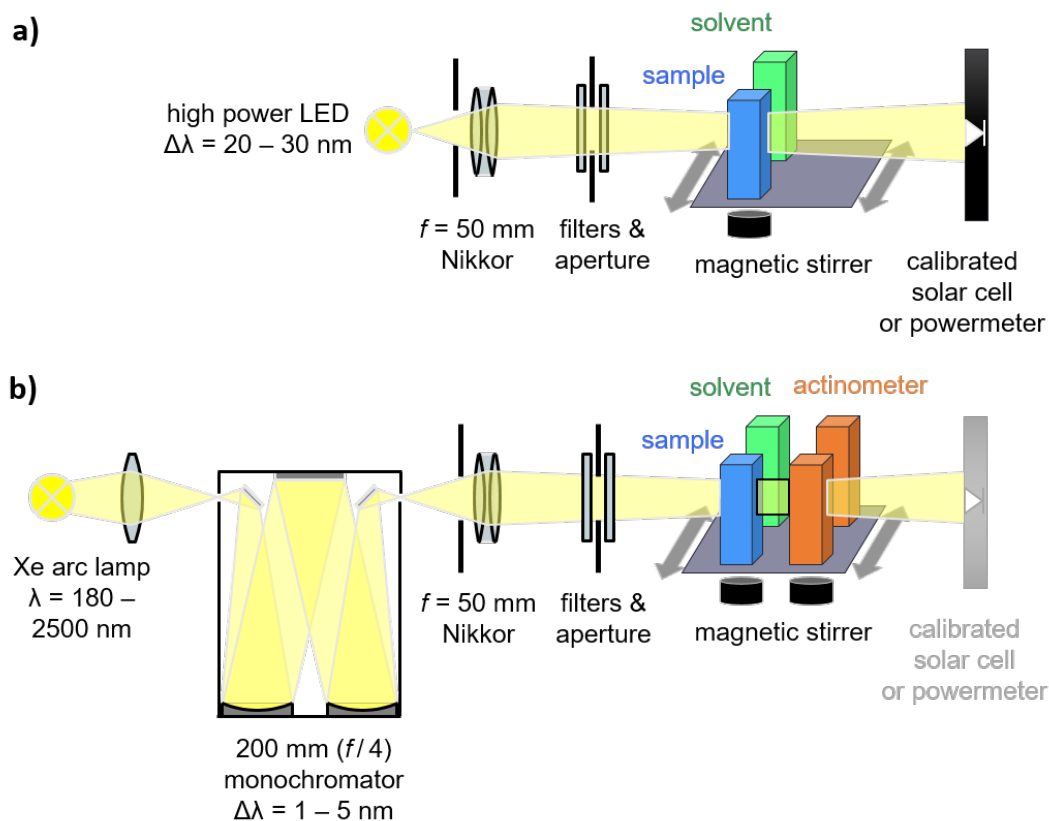 a)
solvent
sample
high power LED
Δλ = 20 – 30 nm
f = 50 mm
Nikkor
filters &
aperture
magnetic stirrer
calibrated
solar cell
or powermeter
b)
solvent
actinometer
sample
Xe arc lamp
λ = 180 –
2500 nm
f = 50 mm
Nikkor
filters &
aperture
magnetic stirrer
calibrated
solar cell
or powermeter
200 mm (f / 4)
monochromator
Δλ = 1 – 5 nm